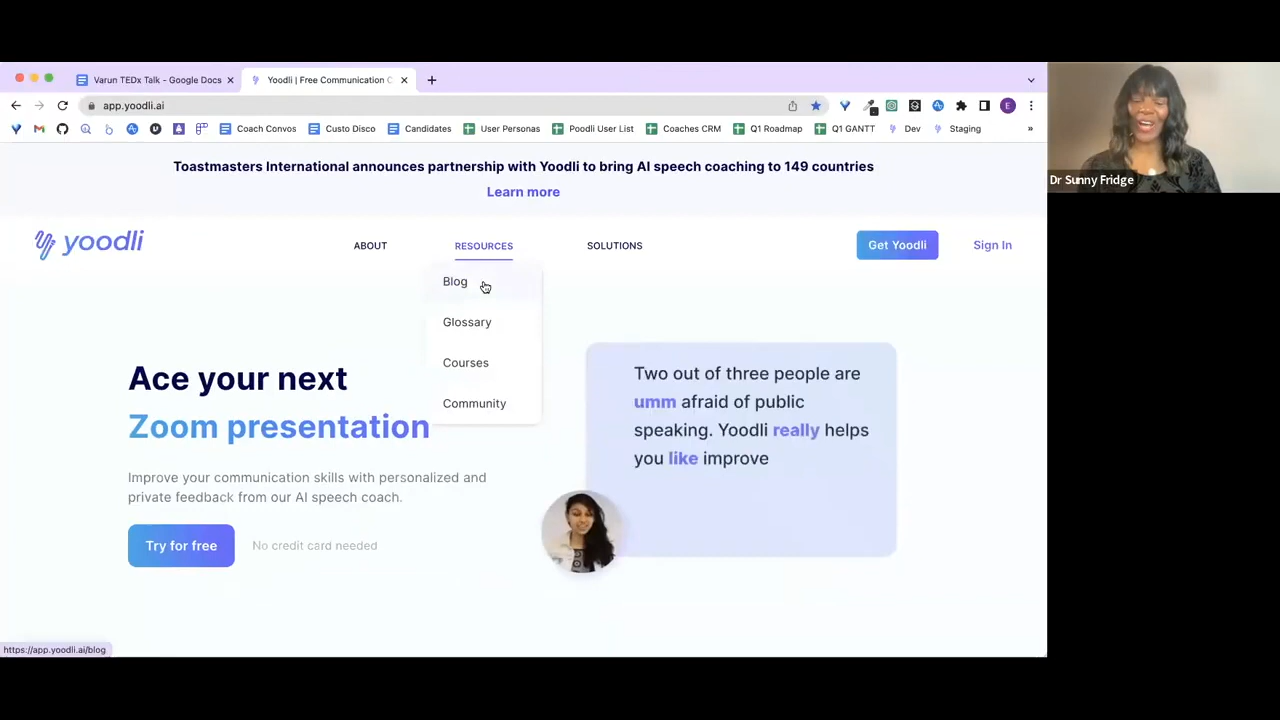 Varun TEDx Talk - Google Docs
Yoodli | Free Communication C
app.yoodli.ai
E
Coach Convos
Custo Disco
Candidates
User Personas
Poodli User List
Coaches CRM
Q1 Roadmap
Q1 GANTT
Dev
Staging
»
Toastmasters International announces partnership with Yoodli to bring AI speech coaching to 149 countries
Learn more
yoodli
ABOUT
RESOURCES
SOLUTIONS
Get Yoodli
Sign In
Blog
Glossary
Courses
Community
Ace your next
Zoom presentation
Improve your communication skills with personalized and
private feedback from our AI speech coach.
Try for free
No credit card needed
Two out of three people are
umm afraid of public
speaking. Yoodli really helps
you like improve
https://app.yoodli.ai/blog
Dr Sunny Fridge